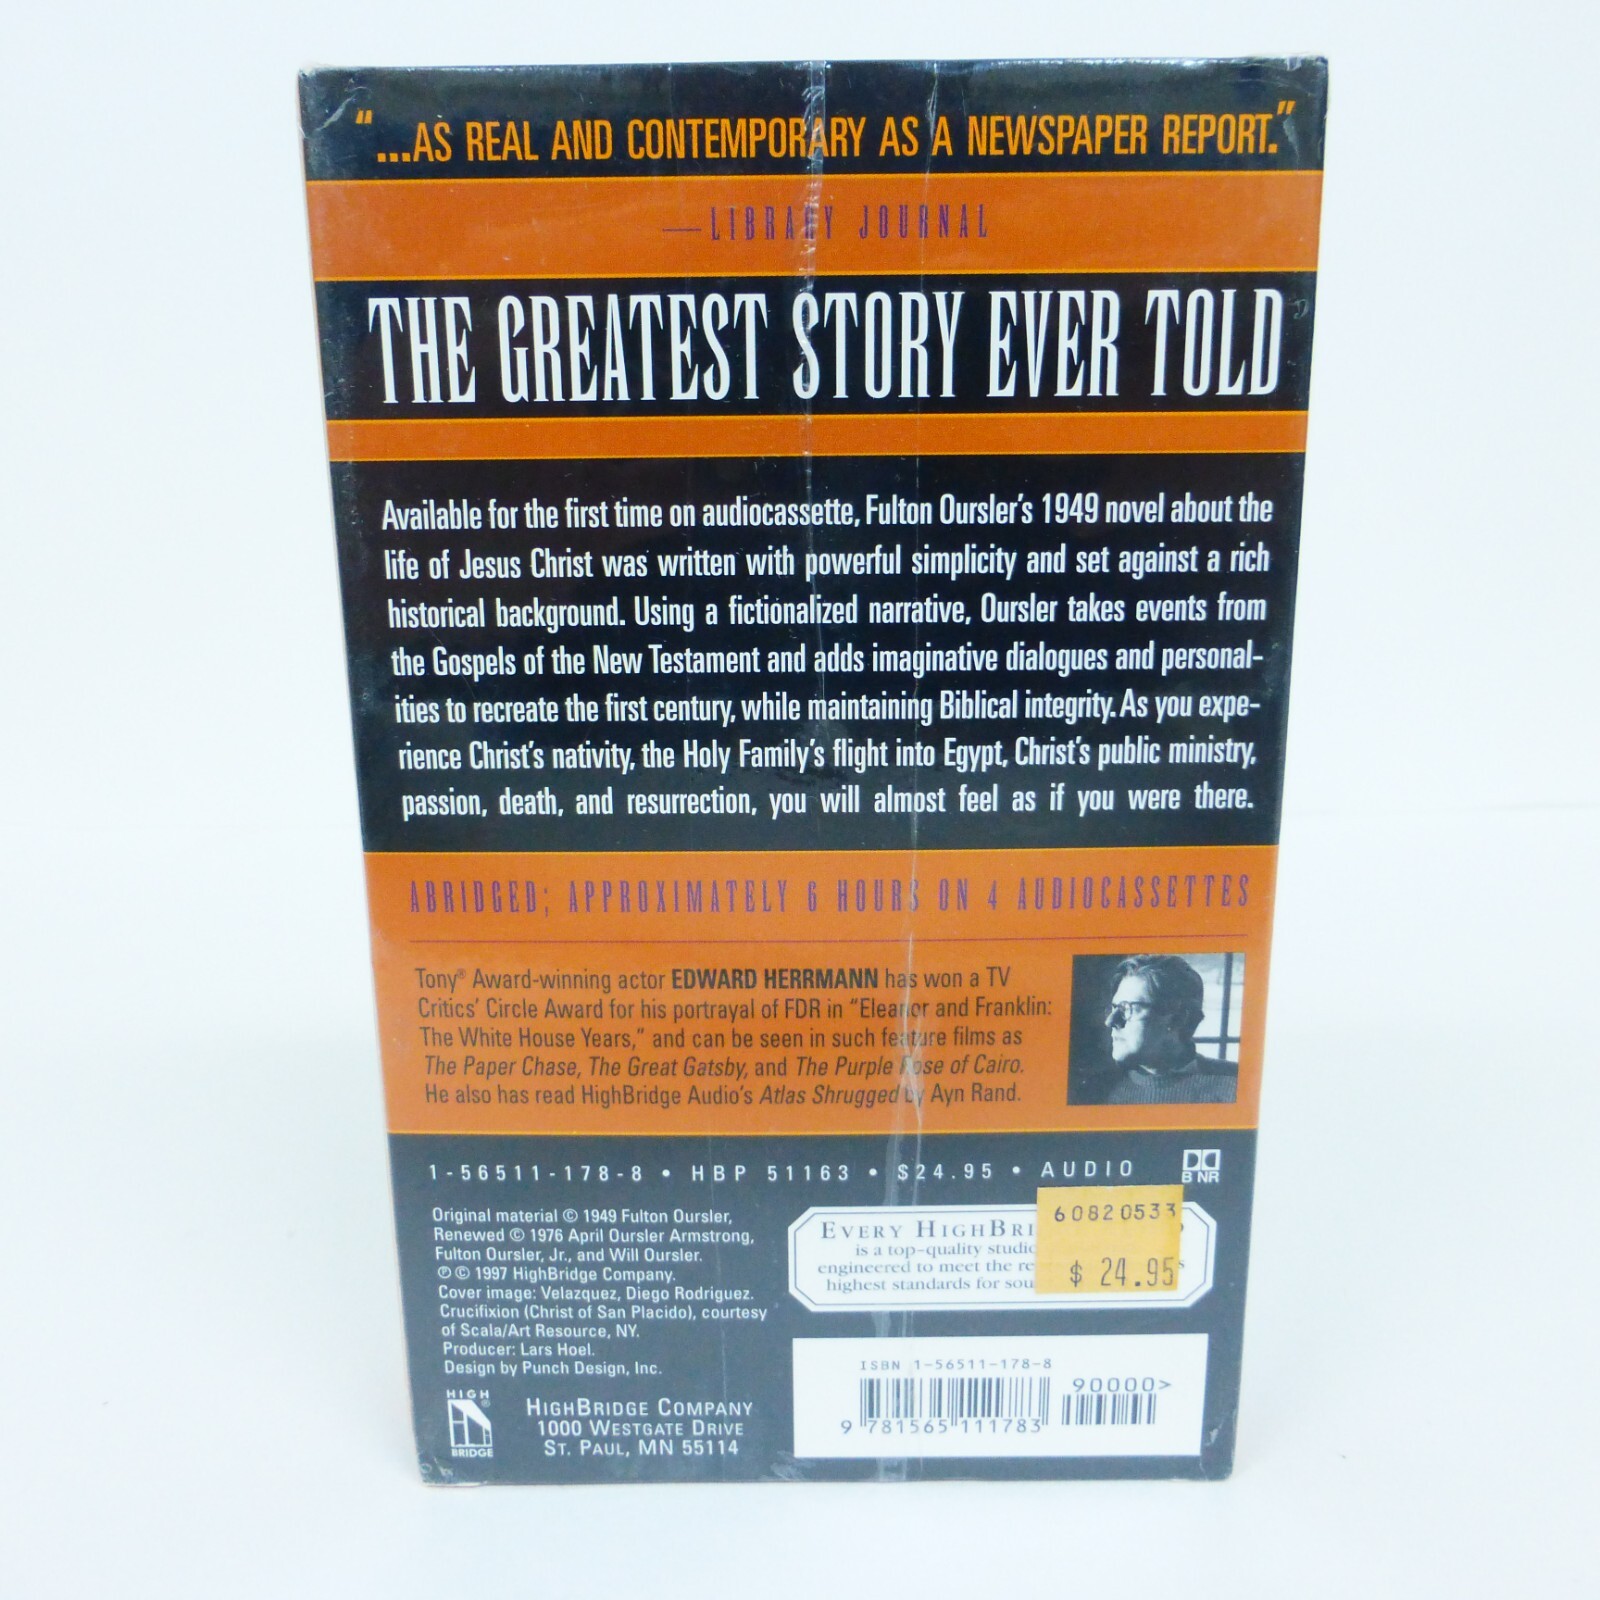 "...AS REAL AND CONTEMPORARY AS A NEWSPAPER REPORT."
—LIBRARY JOURNAL
THE GREATEST STORY EVER TOLD
Available for the first time on audiocassette, Fulton Oursler's 1949 novel about the
life of Jesus Christ was written with powerful simplicity and set against a rich
historical background. Using a fictionalized narrative, Oursler takes events from
the Gospels of the New Testament and adds imaginative dialogues and personal-
ities to recreate the first century, while maintaining Biblical integrity. As you expe-
rience Christ's nativity, the Holy Family's flight into Egypt, Christ's public ministry,
passion, death, and resurrection, you will almost feel as if you were there.
ABRIDGED; APPROXIMATELY 6 HOURS ON 4 AUDIOCASSETTES
Tony® Award-winning actor EDWARD HERRMANN has won a TV
Critics' Circle Award for his portrayal of FDR in "Eleanor and Franklin:
The White House Years," and can be seen in such feature films as
The Paper Chase, The Great Gatsby, and The Purple Rose of Cairo.
He also has read HighBridge Audio's Atlas Shrugged by Ayn Rand.
1-56511-178-8 • HBP 51163 • $24.95 • AUDIO
B NR
Original material © 1949 Fulton Oursler,
Renewed © 1976 April Oursler Armstrong,
Fulton Oursler, Jr., and Will Oursler.
℗ © 1997 HighBridge Company.
Cover image: Velazquez, Diego Rodriguez.
Crucifixion (Christ of San Placido), courtesy
of Scala/Art Resource, NY.
Producer: Lars Hoel.
Design by Punch Design, Inc.
HIGH
BRIDGE®
HIGHBRIDGE COMPANY
1000 WESTGATE DRIVE
ST. PAUL, MN 55114
EVERY
is a top-quality
engineered to meet the
highest standards for
60820533
$ 24.95
ISBN 1-56511-178-8
90000>
9 781565 111783